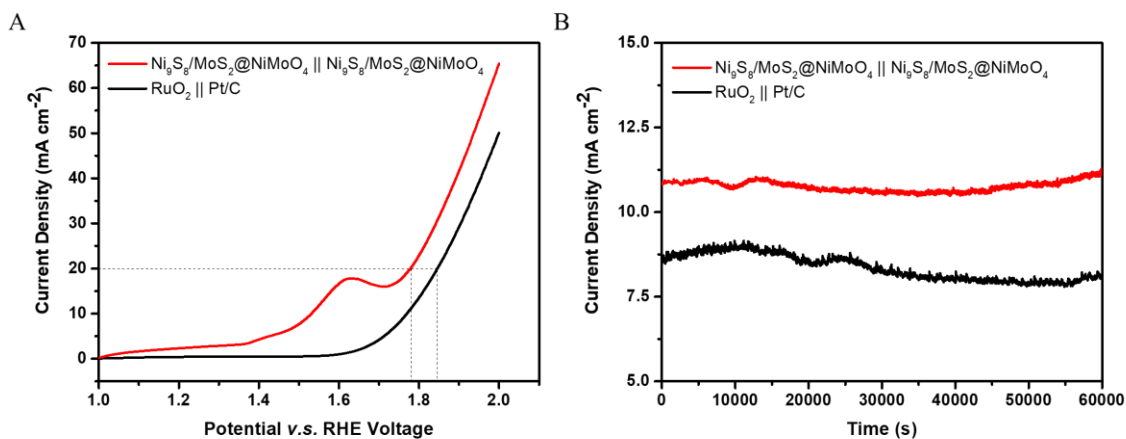 A
Ni₉S₈/MoS₂@NiMoO₄ || Ni₉S₈/MoS₂@NiMoO₄
RuO₂ || Pt/C
Current Density (mA cm⁻²)
70
60
50
40
30
20
10
0
1.0 1.2 1.4 1.6 1.8 2.0
Potential v.s. RHE Voltage
B
Ni₉S₈/MoS₂@NiMoO₄ || Ni₉S₈/MoS₂@NiMoO₄
RuO₂ || Pt/C
Current Density (mA cm⁻²)
15.0
12.5
10.0
7.5
5.0
0 10000 20000 30000 40000 50000 60000
Time (s)